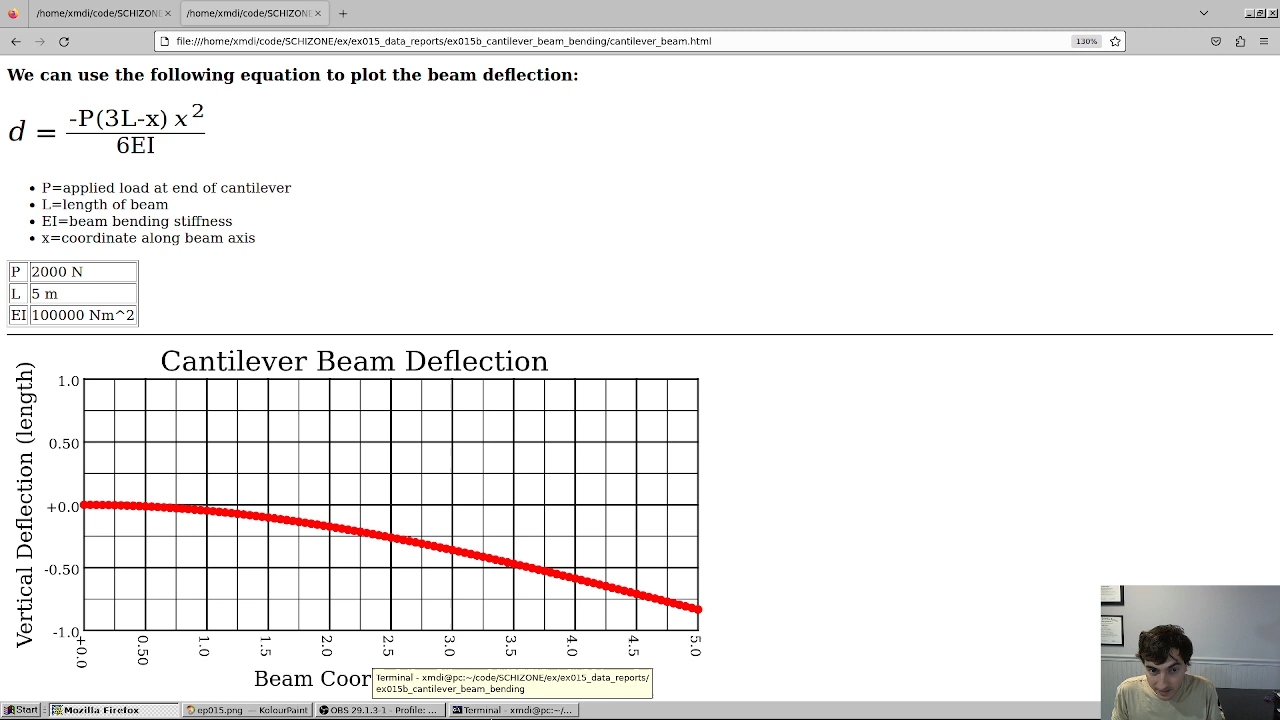 /home/xmdi/code/SCHIZONE
/home/xmdi/code/SCHIZONE
file:///home/xmdi/code/SCHIZONE/ex/ex015_data_reports/ex015b_cantilever_beam_bending/cantilever_beam.html
130%
We can use the following equation to plot the beam deflection:
d = -P(3L-x) x^2 / 6EI
• P=applied load at end of cantilever
• L=length of beam
• EI=beam bending stiffness
• x=coordinate along beam axis
P 2000 N
L 5 m
EI 100000 Nm^2
Cantilever Beam Deflection
Vertical Deflection (length)
1.0
0.50
+0.0
-0.50
-1.0
+0.0 0.50 1.0 1.5 2.0 2.5 3.0 3.5 4.0 4.5 5.0
Beam Coor
Terminal - xmdi@pc:~/code/SCHIZONE/ex/ex015_data_reports/
ex015b_cantilever_beam_bending
Start Mozilla Firefox ep015.png — KolourPaint OBS 29.1.3-1 - Profile: ... Terminal - xmdi@pc:~/...